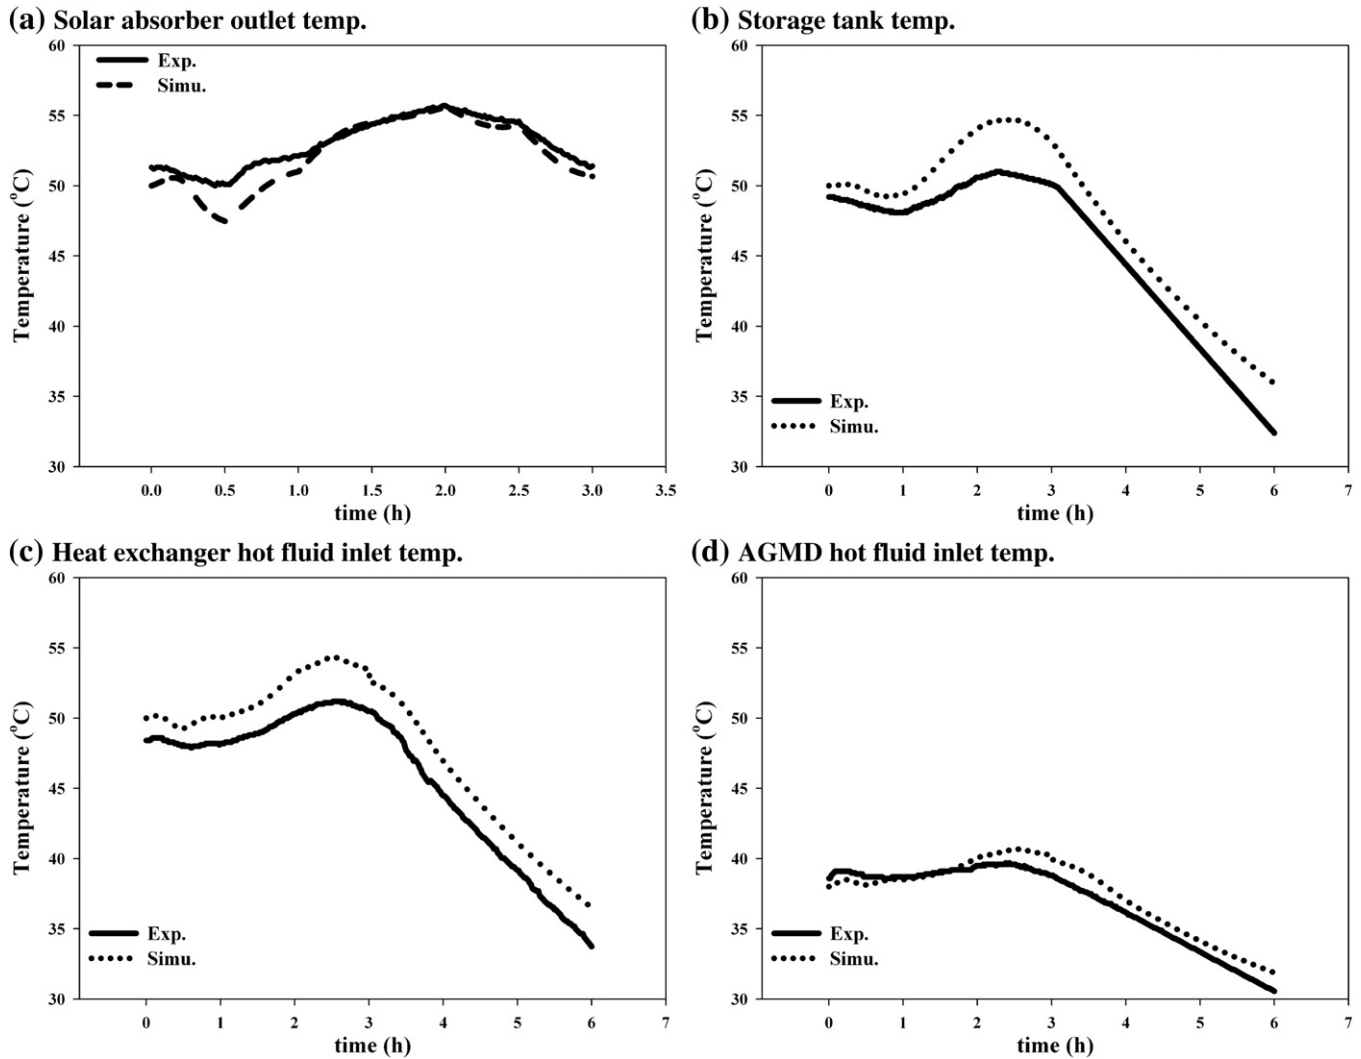 (a) Solar absorber outlet temp.
60
55
50
45
40
35
30
Temperature (°C)
Exp.
Simu.
0.0 0.5 1.0 1.5 2.0 2.5 3.0 3.5
time (h)
(b) Storage tank temp.
60
55
50
45
40
35
30
Temperature (°C)
Exp.
Simu.
0 1 2 3 4 5 6 7
time (h)
(c) Heat exchanger hot fluid inlet temp.
60
55
50
45
40
35
30
Temperature (°C)
Exp.
Simu.
0 1 2 3 4 5 6 7
time (h)
(d) AGMD hot fluid inlet temp.
60
55
50
45
40
35
30
Temperature (°C)
Exp.
Simu.
0 1 2 3 4 5 6 7
time (h)